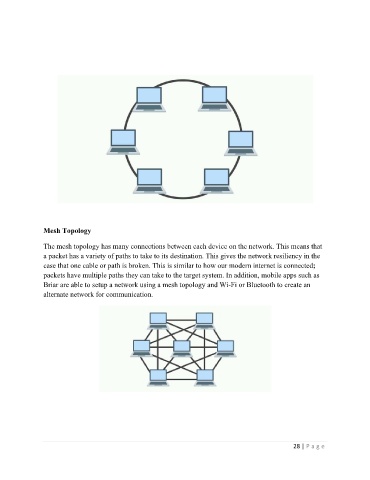 Mesh Topology
The mesh topology has many connections between each device on the network. This means that
a packet has a variety of paths to take to its destination. This gives the network resiliency in the
case that one cable or path is broken. This is similar to how our modern internet is connected;
packets have multiple paths they can take to the target system. In addition, mobile apps such as
Briar are able to setup a network using a mesh topology and Wi-Fi or Bluetooth to create an
alternate network for communication.
28 | Page